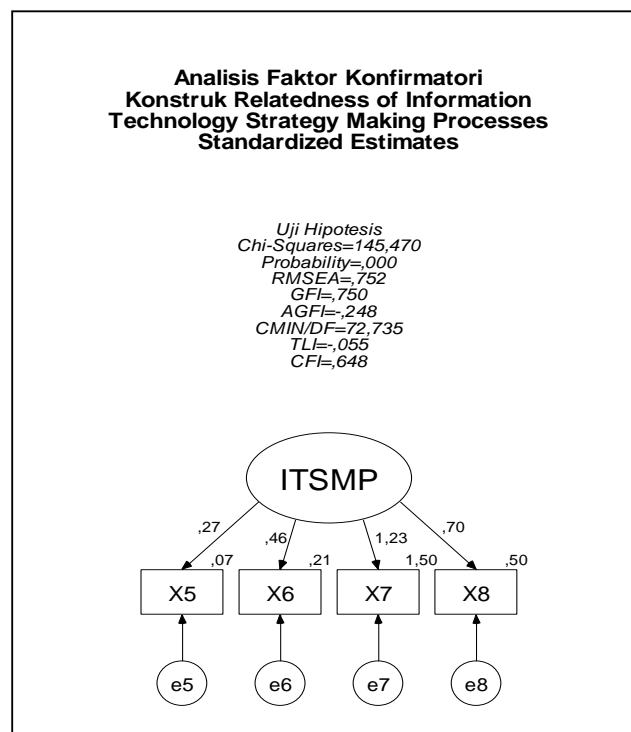 Analisis Faktor Konfirmatori
Konstruk Relatedness of Information
Technology Strategy Making Processes
Standardized Estimates
Uji Hipotesis
Chi-Squares=145,470
Probability=,000
RMSEA=,752
GFI=,750
AGFI=-,248
CMIN/DF=72,735
TLI=-,055
CFI=,648
ITSMP
,27 ,46 1,23 ,70
,07 ,21 1,50 ,50
X5 X6 X7 X8
e5 e6 e7 e8